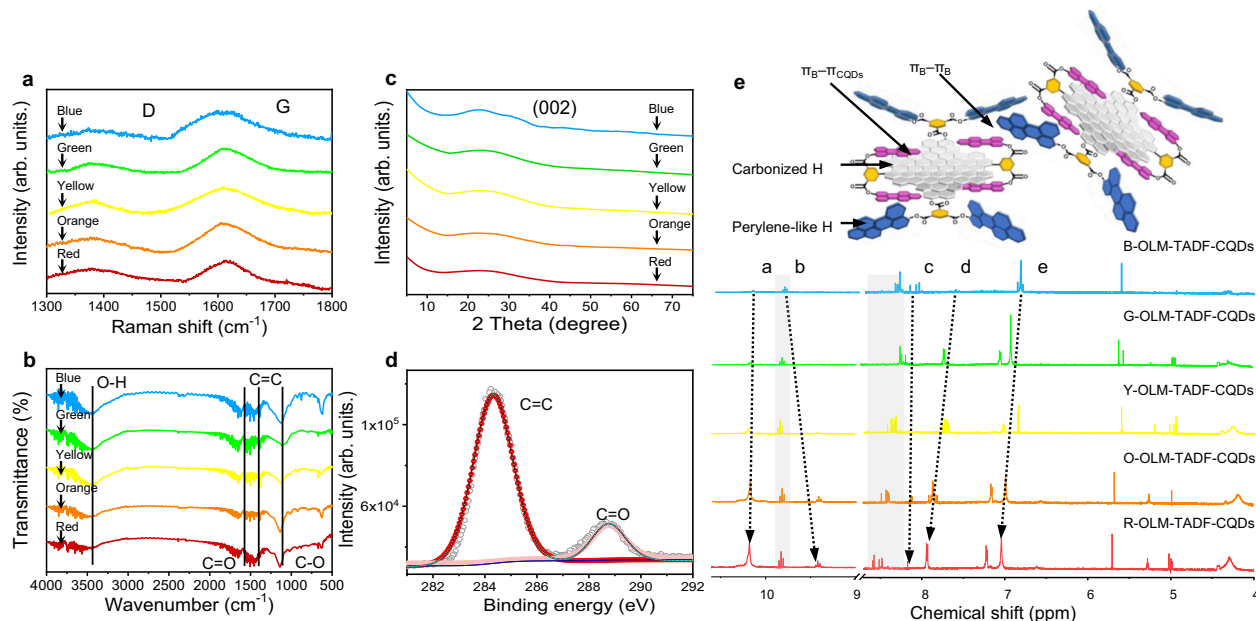 a
D
G
Blue
Green
Yellow
Orange
Red
Intensity (arb. units.)
1300
1400
1500
1600
1700
1800
Raman shift (cm⁻¹)
c
(002)
Blue
Green
Yellow
Orange
Red
Intensity (arb. units.)
10
20
30
40
50
60
70
2 Theta (degree)
b
O-H
C=C
Blue
Green
Yellow
Orange
Red
C=O
C-O
Transmittance (%)
4000
3500
3000
2500
2000
1500
1000
500
Wavenumber (cm⁻¹)
d
C=C
C=O
Intensity (arb. units.)
1×10⁵
6×10⁴
282
284
286
288
290
292
Binding energy (eV)
e
π_B–π_CQDs
π_B–π_B
Carbonized H
Perylene-like H
B-OLM-TADF-CQDs
a b c d e
G-OLM-TADF-CQDs
Y-OLM-TADF-CQDs
O-OLM-TADF-CQDs
R-OLM-TADF-CQDs
10
9
8
7
6
5
4
Chemical shift (ppm)